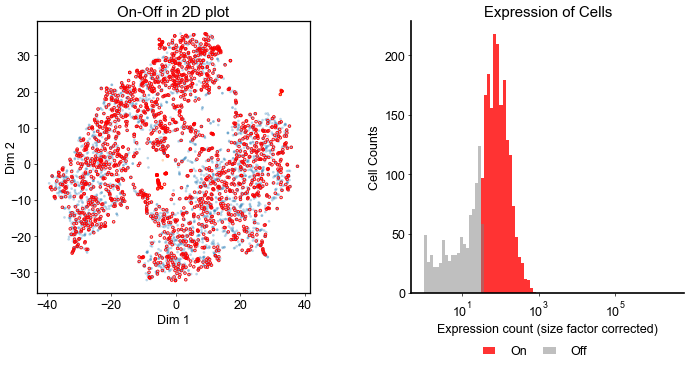 On-Off in 2D plot
30
20
10
0
−10
−20
−30
Dim 2
−40
−20
0
20
40
Dim 1
Expression of Cells
200
150
100
50
0
Cell Counts
10^1
10^3
10^5
Expression count (size factor corrected)
On
Off